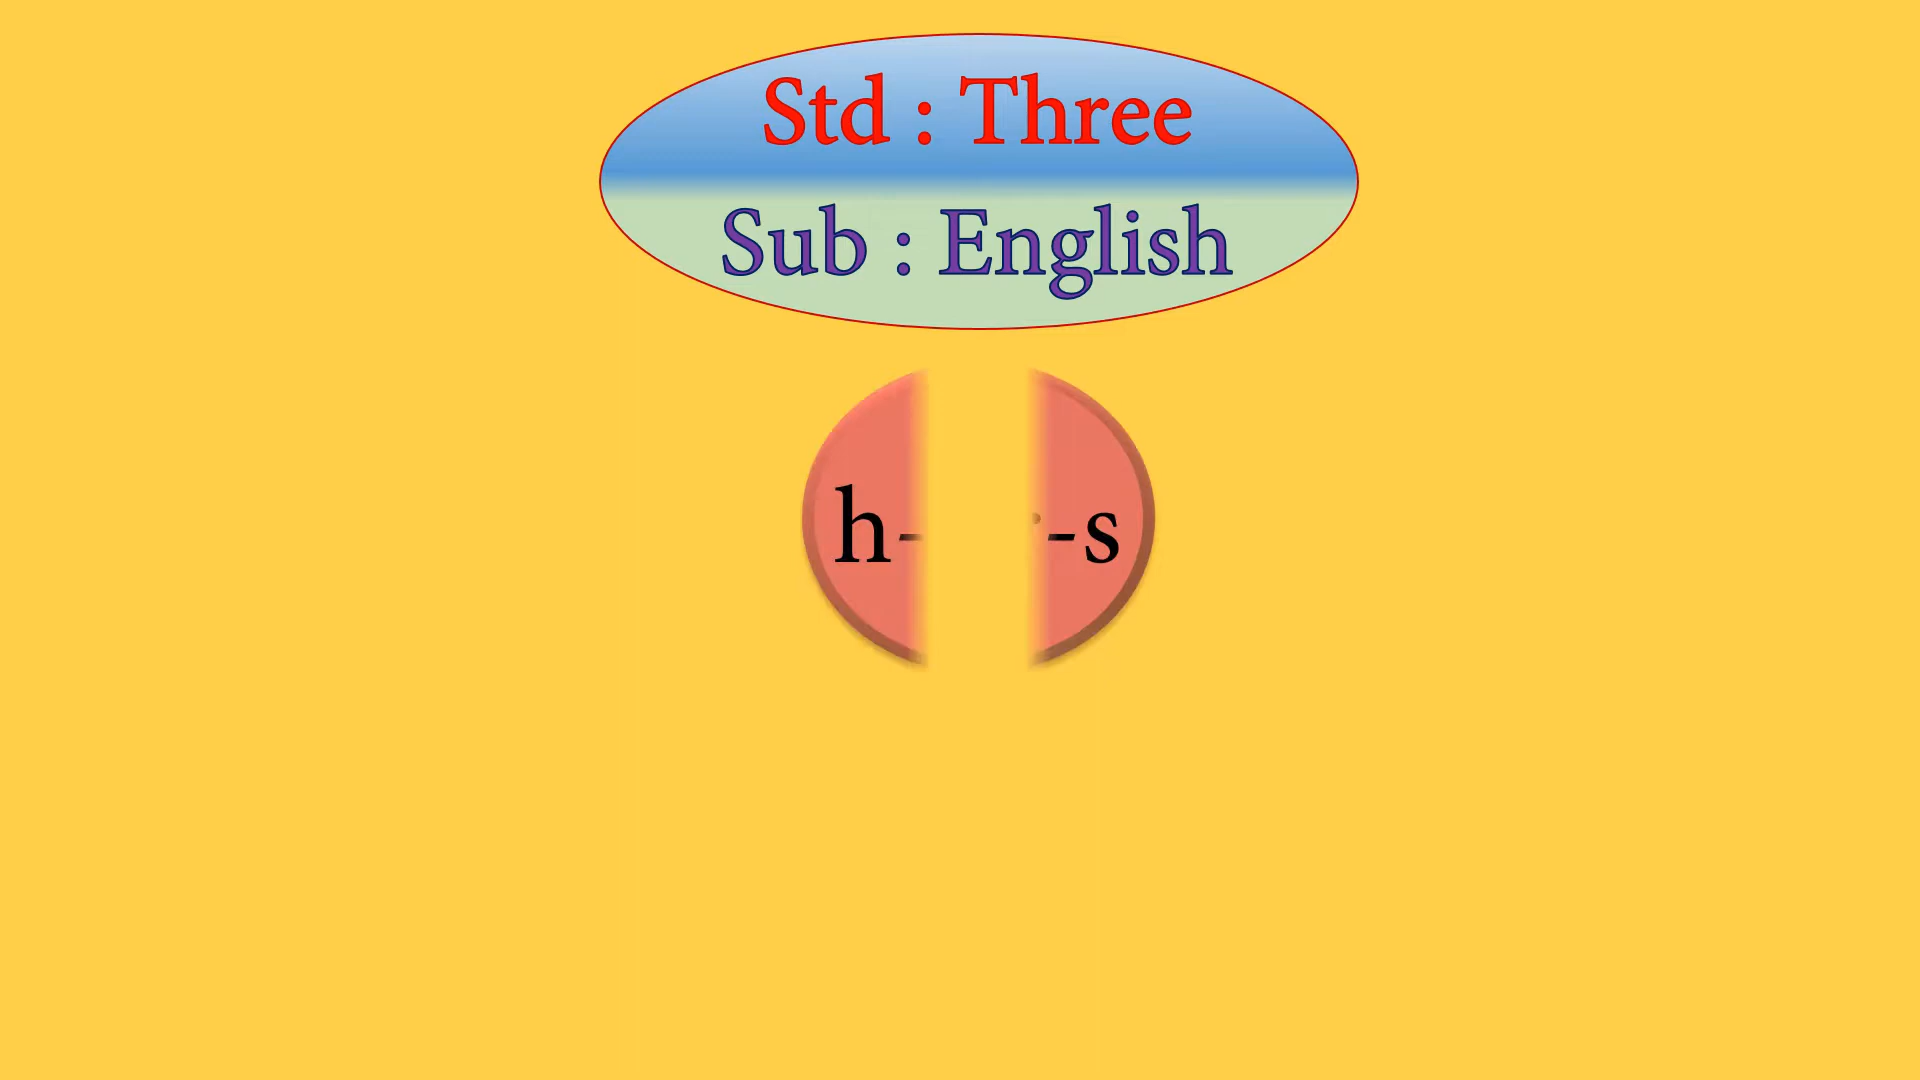 Std : Three
Sub : English
h- -s